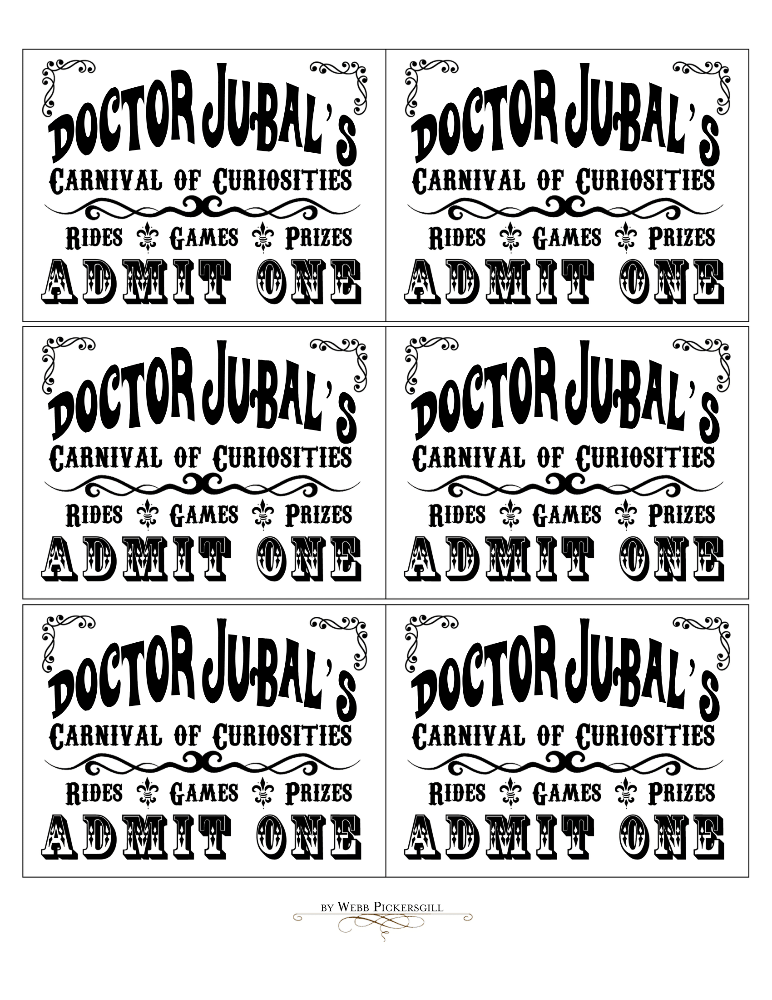 Doctor Jubal's Doctor Jubal's
Carnival of Curiosities Carnival of Curiosities
Rides Games Prizes Rides Games Prizes
ADMIT ONE ADMIT ONE
Doctor Jubal's Doctor Jubal's
Carnival of Curiosities Carnival of Curiosities
Rides Games Prizes Rides Games Prizes
ADMIT ONE ADMIT ONE
Doctor Jubal's Doctor Jubal's
Carnival of Curiosities Carnival of Curiosities
Rides Games Prizes Rides Games Prizes
ADMIT ONE ADMIT ONE
by Webb Pickersgill